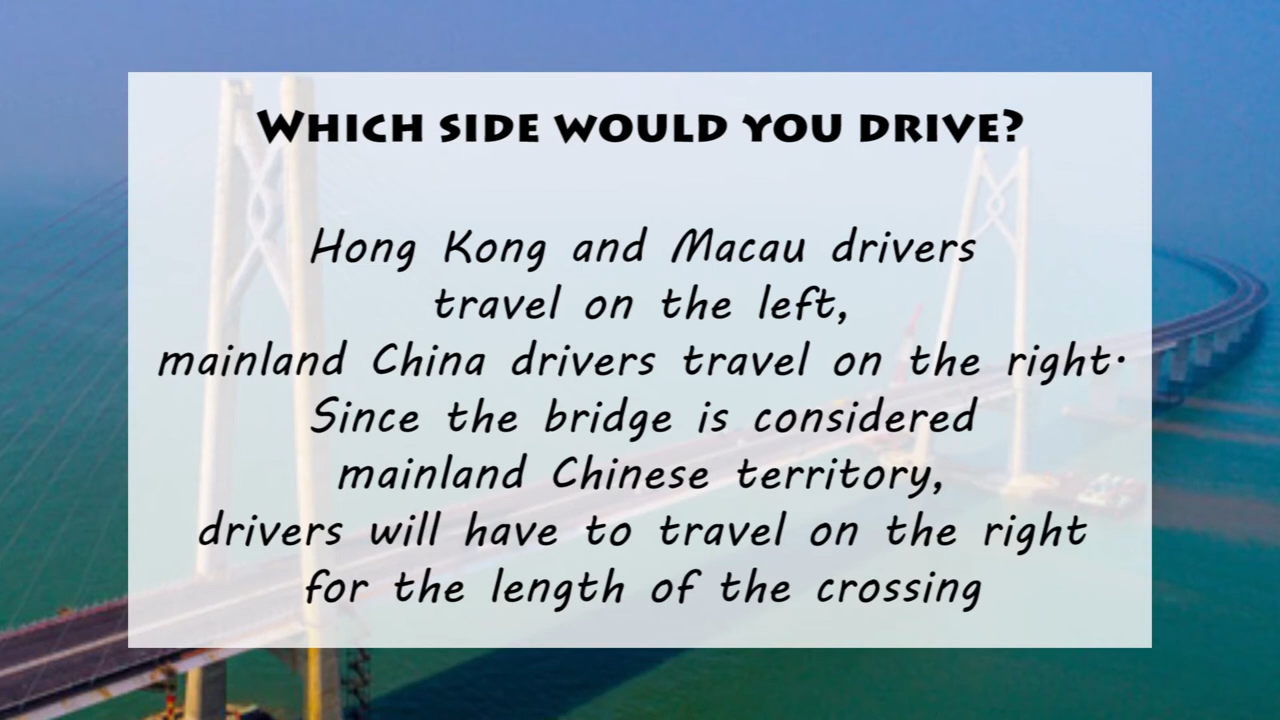 Which side would you drive?
Hong Kong and Macau drivers
travel on the left,
mainland China drivers travel on the right.
Since the bridge is considered
mainland Chinese territory,
drivers will have to travel on the right
for the length of the crossing